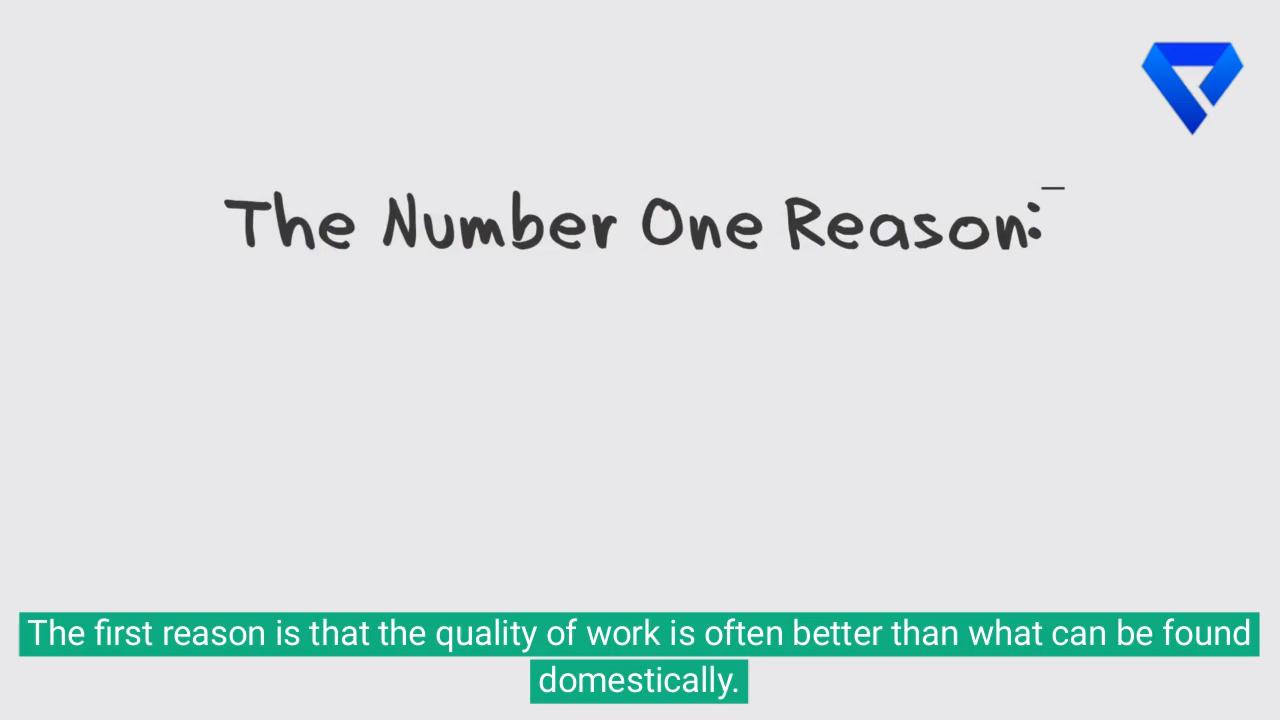 The Number One Reason:
The first reason is that the quality of work is often better than what can be found
domestically.